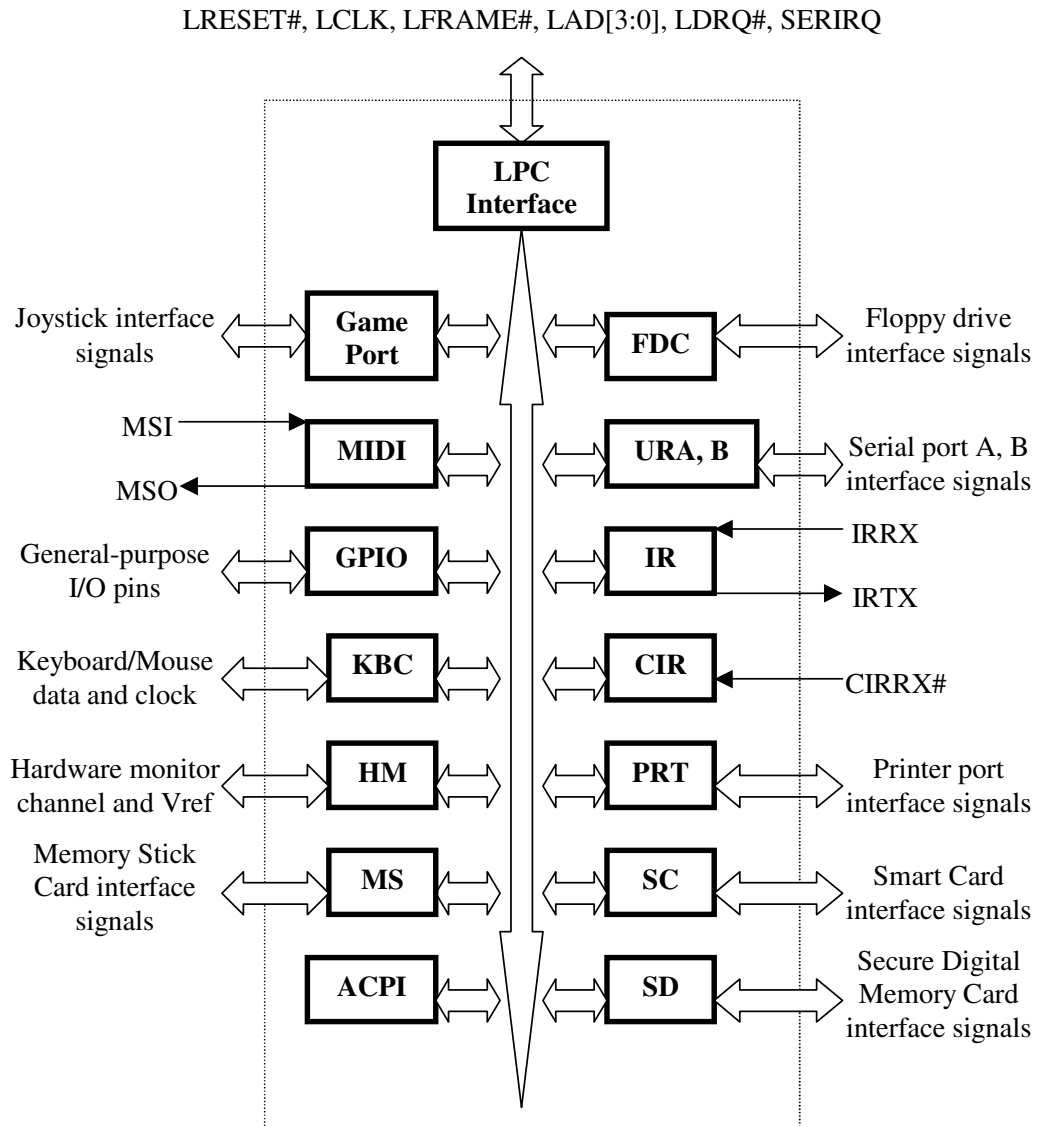 LRESET#, LCLK, LFRAME#, LAD[3:0], LDRQ#, SERIRQ
LPC
Interface
Joystick interface
signals
Game
Port
FDC
Floppy drive
interface signals
MSI
MSO
MIDI
URA, B
Serial port A, B
interface signals
General-purpose
I/O pins
GPIO
IR
IRRX
IRTX
Keyboard/Mouse
data and clock
KBC
CIR
CIRRX#
Hardware monitor
channel and Vref
HM
PRT
Printer port
interface signals
Memory Stick
Card interface
signals
MS
SC
Smart Card
interface signals
ACPI
SD
Secure Digital
Memory Card
interface signals